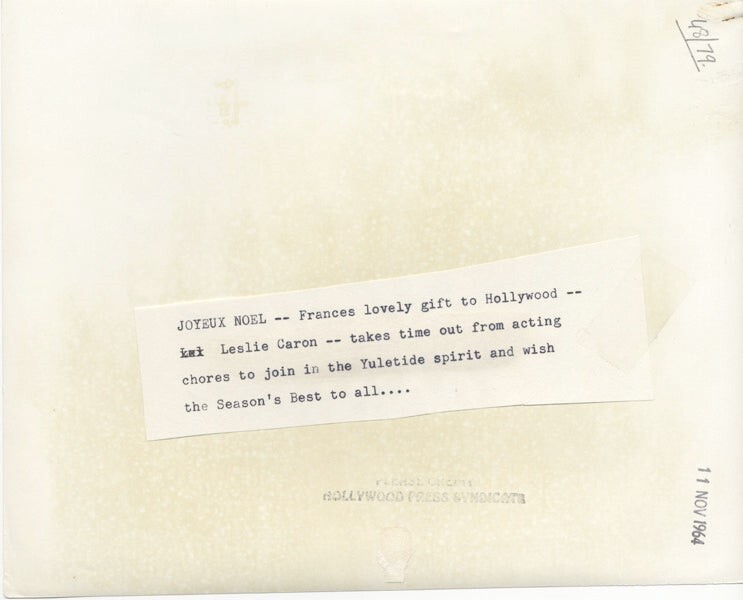 48/79.
JOYEUX NOEL -- Frances lovely gift to Hollywood --
Leslie Caron -- takes time out from acting
chores to join in the Yuletide spirit and wish
the Season's Best to all....
PLEASE CREDIT
HOLLYWOOD PRESS SYNDICATE
11 NOV 1964